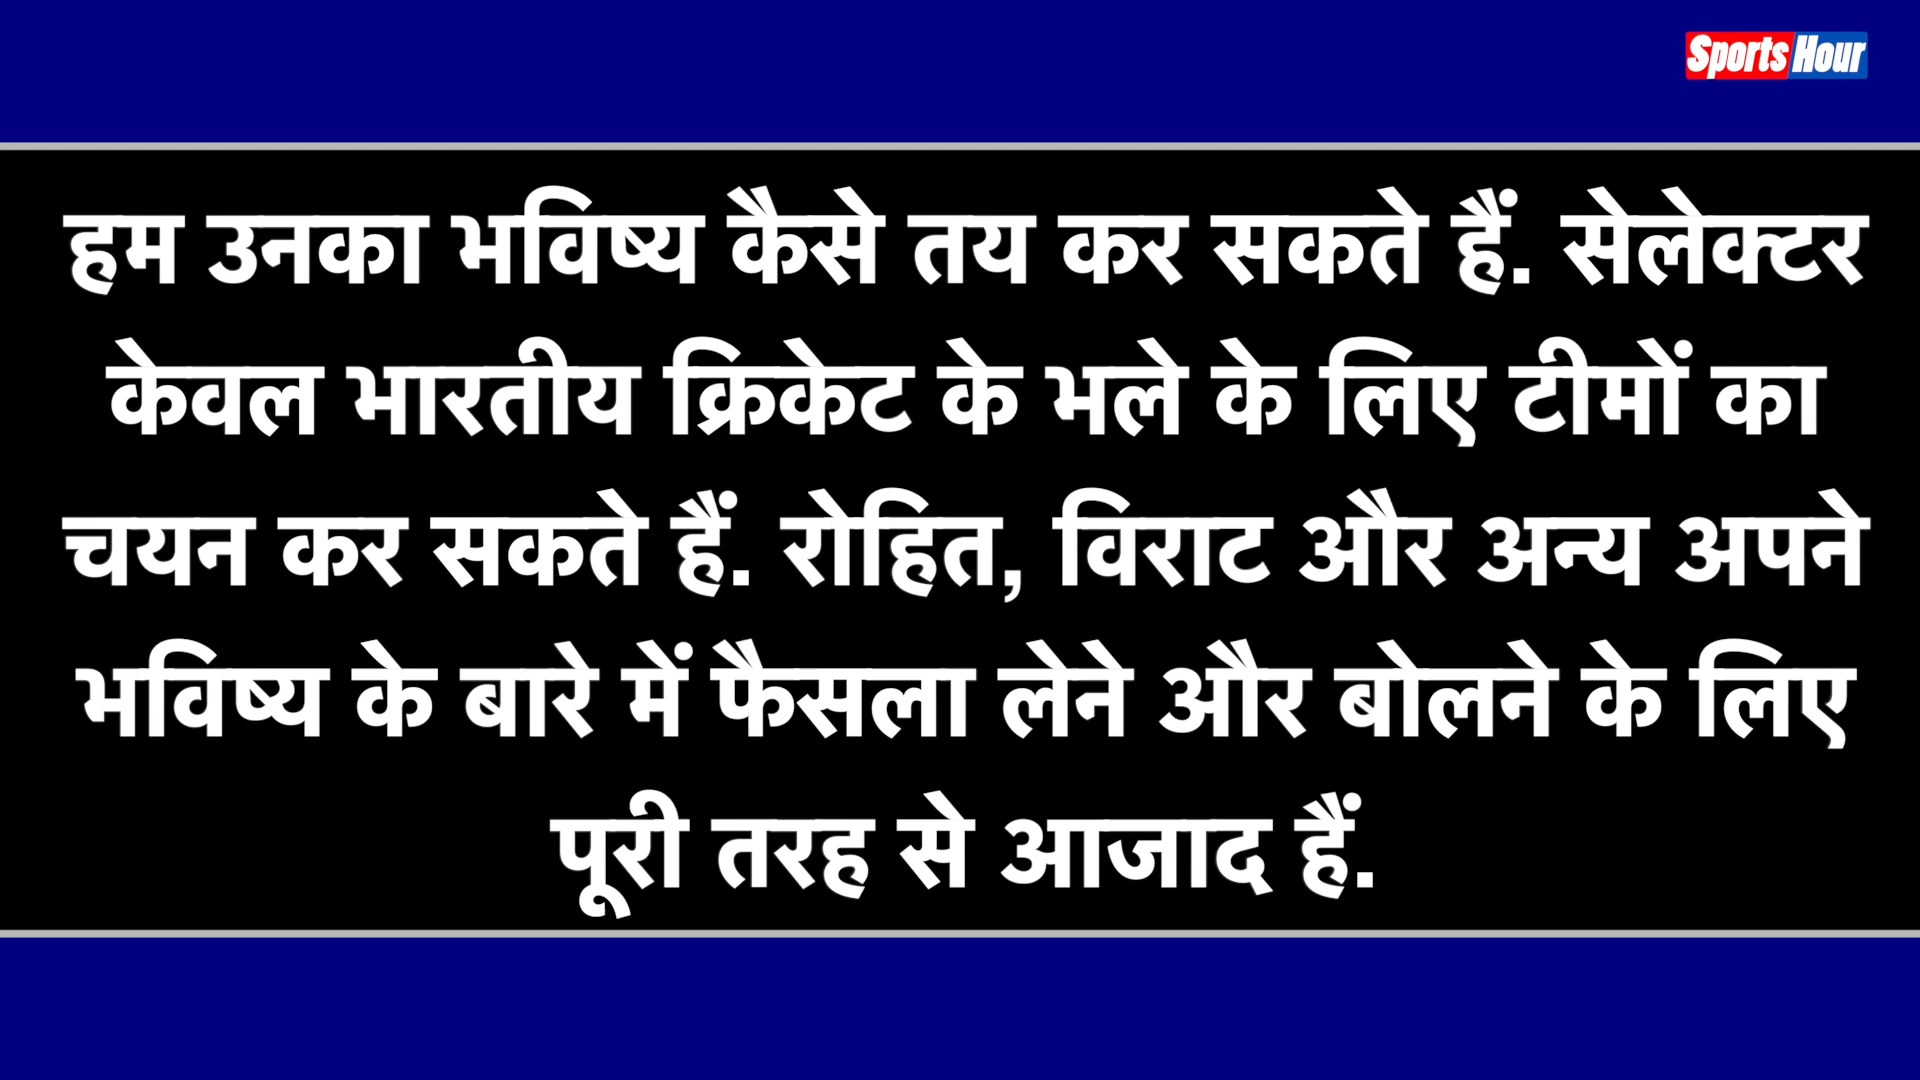 Sports Hour
हम उनका भविष्य कैसे तय कर सकते हैं. सेलेक्टर
केवल भारतीय क्रिकेट के भले के लिए टीमों का
चयन कर सकते हैं. रोहित, विराट और अन्य अपने
भविष्य के बारे में फैसला लेने और बोलने के लिए
पूरी तरह से आजाद हैं.